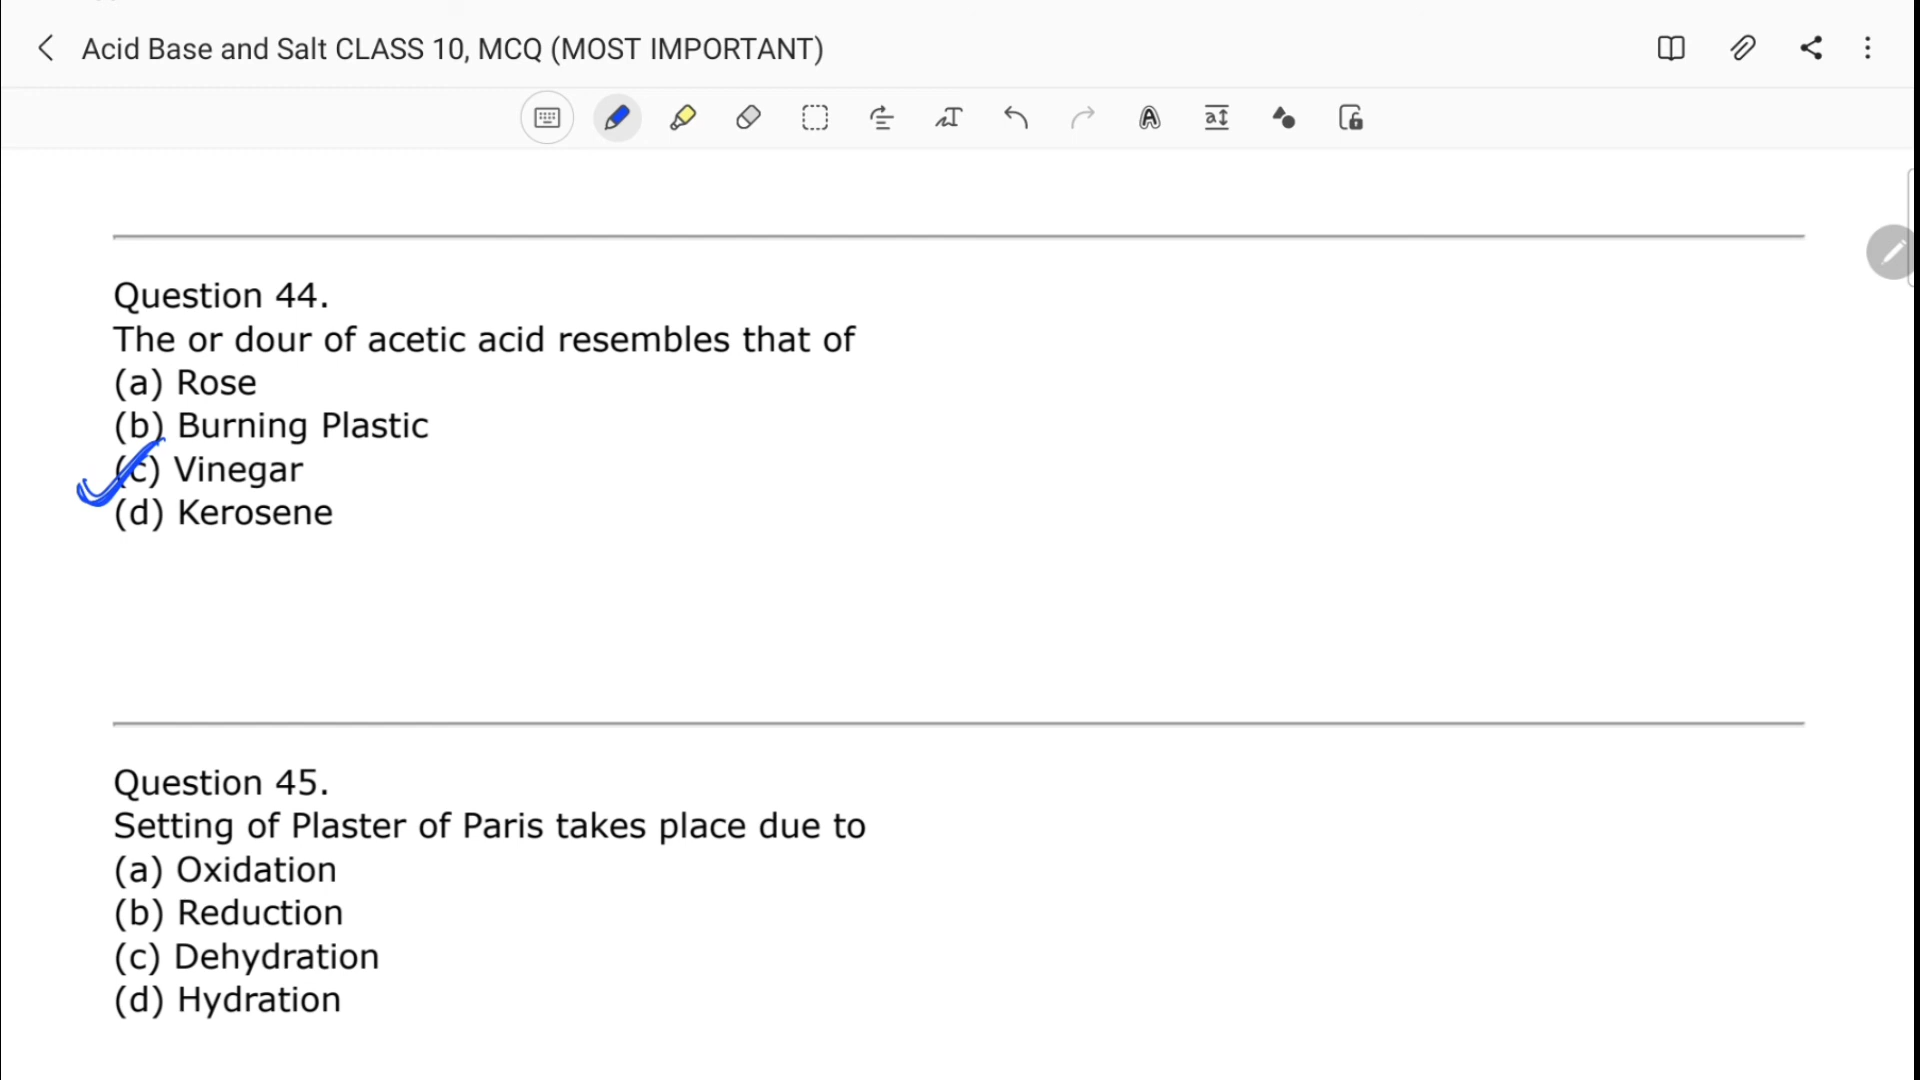 Acid Base and Salt CLASS 10, MCQ (MOST IMPORTANT)
Question 44.
The or dour of acetic acid resembles that of
(a) Rose
(b) Burning Plastic
(c) Vinegar
(d) Kerosene
Question 45.
Setting of Plaster of Paris takes place due to
(a) Oxidation
(b) Reduction
(c) Dehydration
(d) Hydration